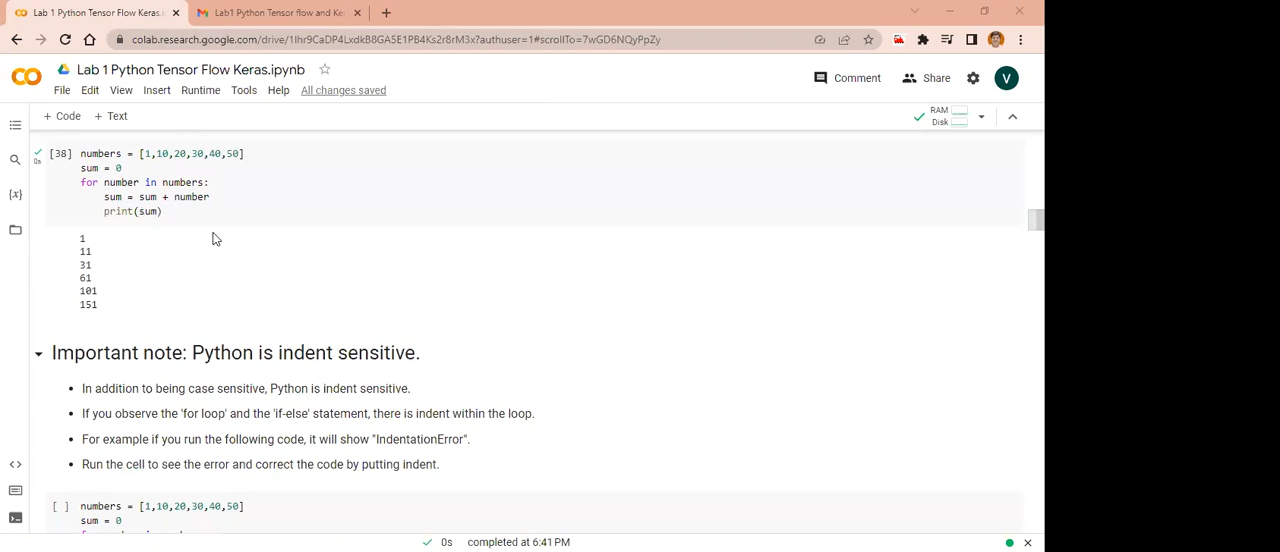 Lab 1 Python Tensor Flow Keras.i
Lab1 Python Tensor flow and Ker
colab.research.google.com/drive/1Ihr9CaDP4LxdkB8GA5E1PB4Ks2r8rM3x?authuser=1#scrollTo=7wGD6NQyPpZy
Lab 1 Python Tensor Flow Keras.ipynb
Comment
Share
V
File Edit View Insert Runtime Tools Help All changes saved
+ Code + Text
RAM
Disk
[38] numbers = [1,10,20,30,40,50]
0s
sum = 0
for number in numbers:
sum = sum + number
print(sum)
1
11
31
61
101
151
Important note: Python is indent sensitive.
• In addition to being case sensitive, Python is indent sensitive.
• If you observe the 'for loop' and the 'if-else' statement, there is indent within the loop.
• For example if you run the following code, it will show "IndentationError".
• Run the cell to see the error and correct the code by putting indent.
[ ] numbers = [1,10,20,30,40,50]
sum = 0
0s completed at 6:41PM